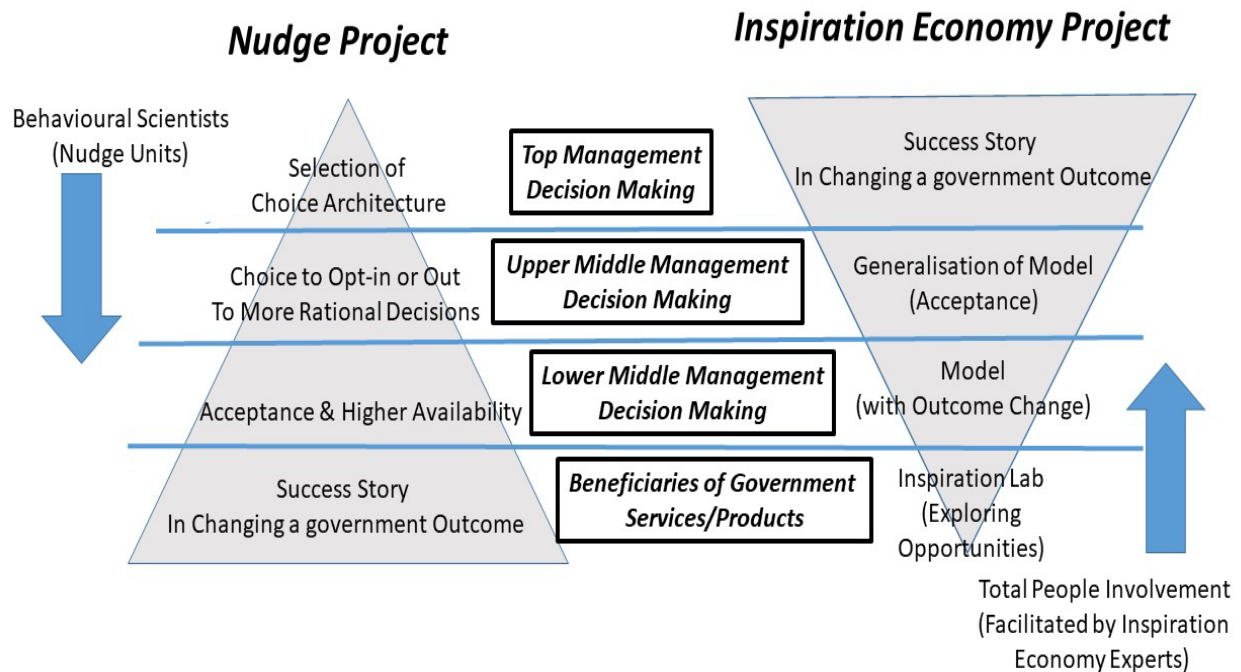 Nudge Project
Inspiration Economy Project
Behavioural Scientists
(Nudge Units)
Selection of
Choice Architecture
Top Management
Decision Making
Success Story
In Changing a government Outcome
Choice to Opt-in or Out
To More Rational Decisions
Upper Middle Management
Decision Making
Generalisation of Model
(Acceptance)
Acceptance & Higher Availability
Lower Middle Management
Decision Making
Model
(with Outcome Change)
Success Story
In Changing a government Outcome
Beneficiaries of Government
Services/Products
Inspiration Lab
(Exploring
Opportunities)
Total People Involvement
(Facilitated by Inspiration
Economy Experts)